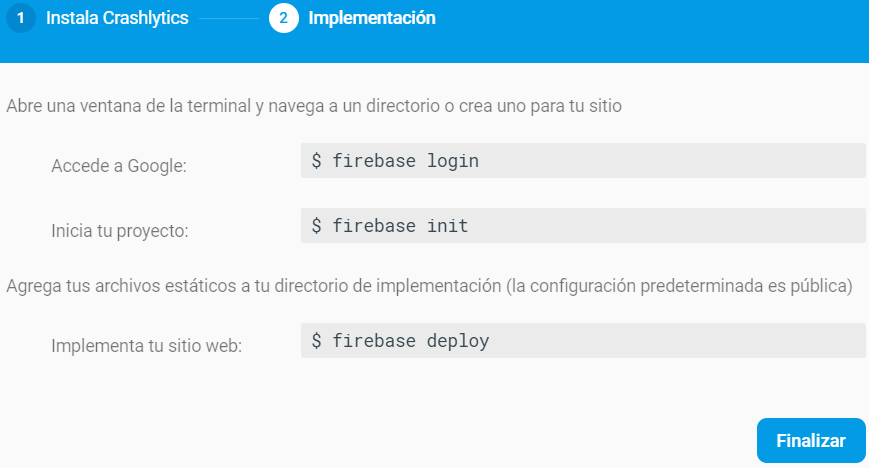 1 Instala Crashlytics 2 Implementación
Abre una ventana de la terminal y navega a un directorio o crea uno para tu sitio
Accede a Google: $ firebase login
Inicia tu proyecto: $ firebase init
Agrega tus archivos estáticos a tu directorio de implementación (la configuración predeterminada es pública)
Implementa tu sitio web: $ firebase deploy
Finalizar